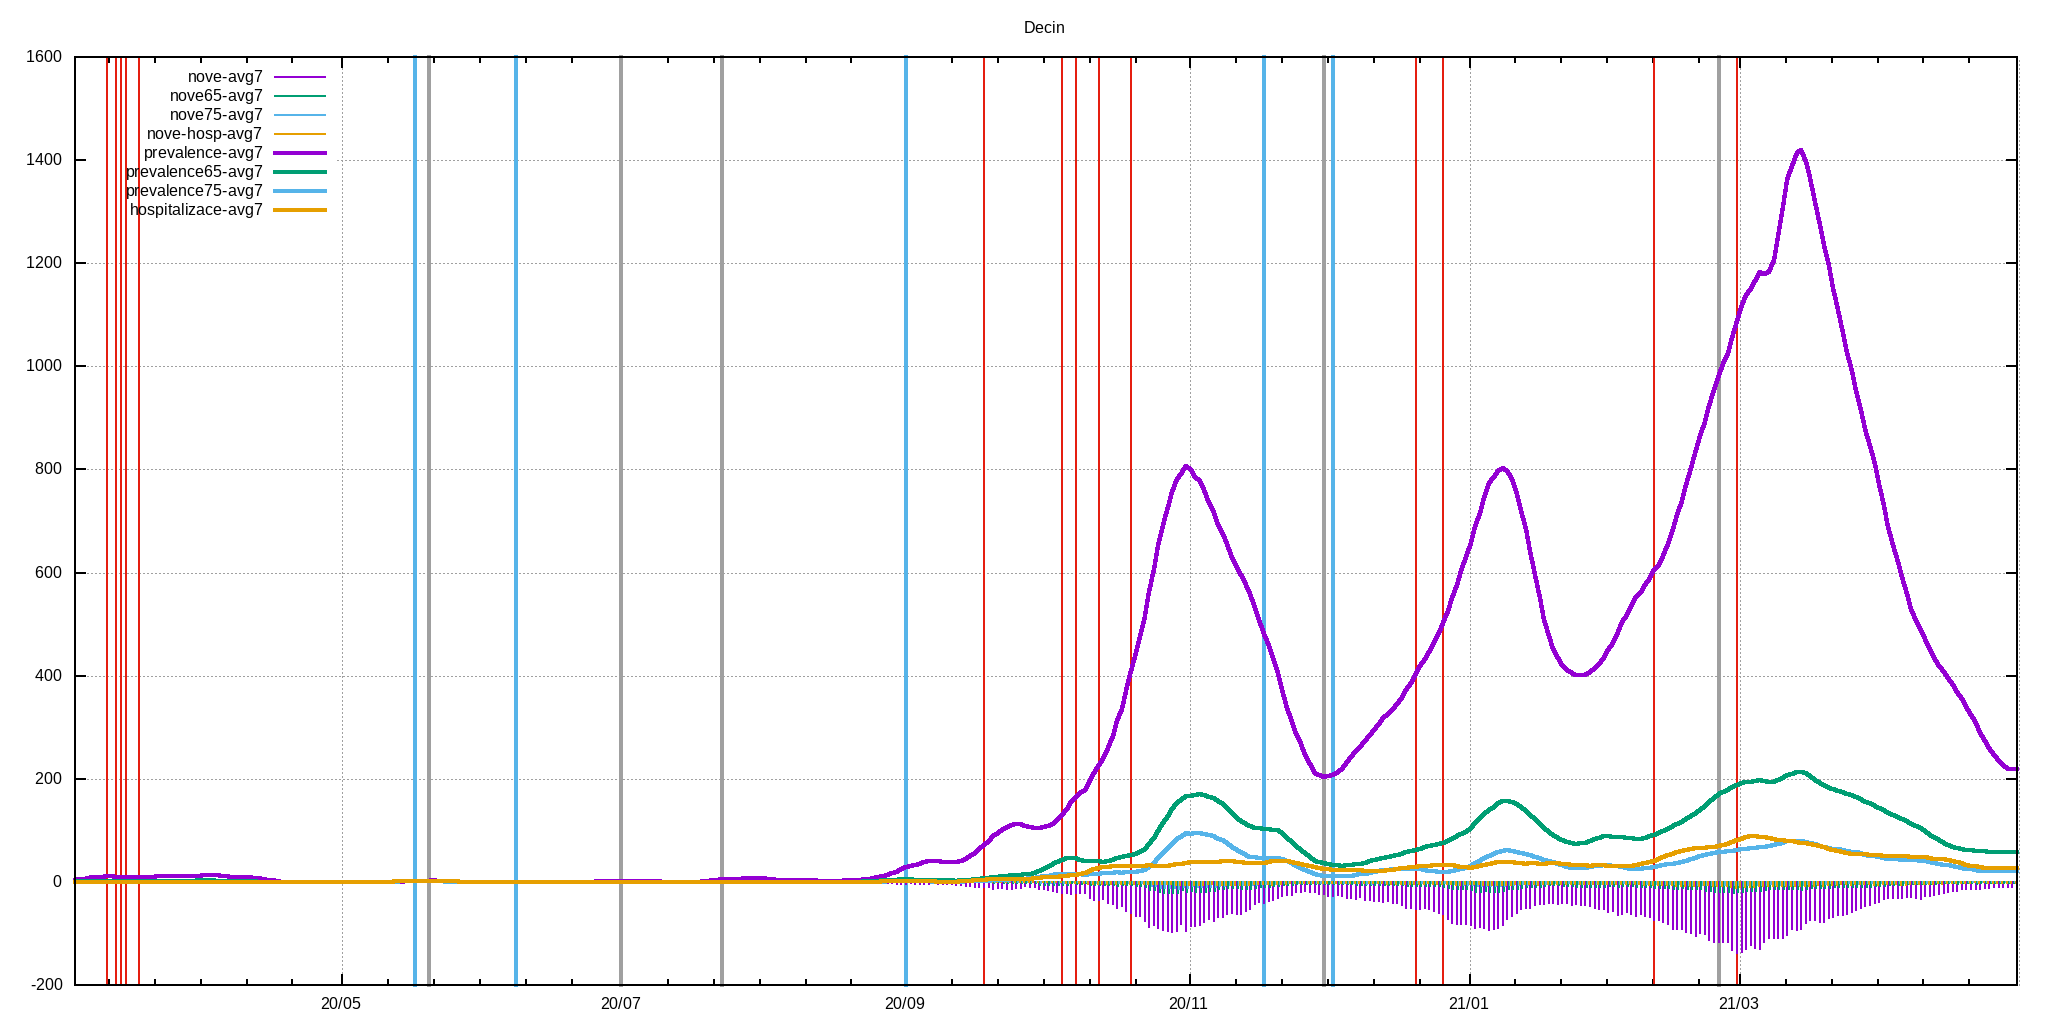 Decin
1600
1400
1200
1000
800
600
400
200
0
-200
nove-avg7
nove65-avg7
nove75-avg7
nove-hosp-avg7
prevalence-avg7
prevalence65-avg7
prevalence75-avg7
hospitalizace-avg7
20/05 20/07 20/09 20/11 21/01 21/03